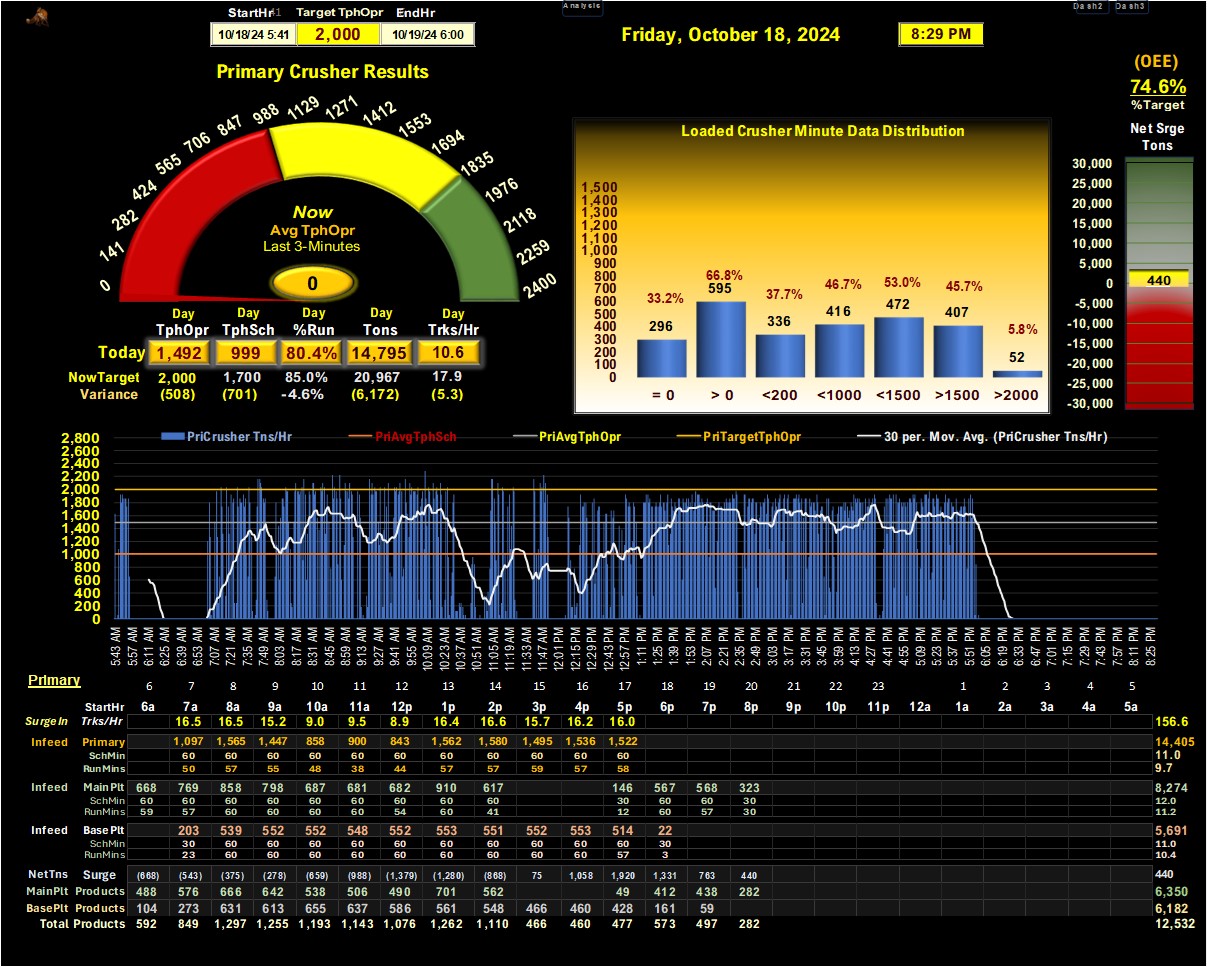 StartHr 41 Target TphOpr EndHr
10/18/24 5:41 2,000 10/19/24 6:00
Analysis
Dash2 Dash3
Friday, October 18, 2024
8:29 PM
(OEE)
74.6%
%Target
Primary Crusher Results
0 141 282 424 565 706 847 988 1129 1271 1412 1553 1694 1835 1976 2118 2259 2400
Now
Avg TphOpr
Last 3-Minutes
0
Day Day Day Day Day
TphOpr TphSch %Run Tons Trks/Hr
Today 1,492 999 80.4% 14,795 10.6
NowTarget 2,000 1,700 85.0% 20,967 17.9
Variance (508) (701) -4.6% (6,172) (5.3)
Loaded Crusher Minute Data Distribution
1,500
1,400
1,300
1,200
1,100
1,000
900
800
700
600
500
400
300
200
100
0
33.2% 66.8% 37.7% 46.7% 53.0% 45.7% 5.8%
296 595 336 416 472 407 52
= 0 > 0 <200 <1000 <1500 >1500 >2000
Net Srge
Tons
30,000
25,000
20,000
15,000
10,000
5,000
0
440
-5,000
-10,000
-15,000
-20,000
-25,000
-30,000
PriCrusher Tns/Hr PriAvgTphSch PriAvgTphOpr PriTargetTphOpr 30 per. Mov. Avg. (PriCrusher Tns/Hr)
2,800
2,600
2,400
2,200
2,000
1,800
1,600
1,400
1,200
1,000
800
600
400
200
0
5:43 AM 5:57 AM 6:11 AM 6:25 AM 6:39 AM 6:53 AM 7:07 AM 7:21 AM 7:35 AM 7:49 AM 8:03 AM 8:17 AM 8:31 AM 8:45 AM 8:59 AM 9:13 AM 9:27 AM 9:41 AM 9:55 AM 10:09 AM 10:23 AM 10:37 AM 10:51 AM 11:05 AM 11:19 AM 11:33 AM 11:47 AM 12:01 PM 12:15 PM 12:29 PM 12:43 PM 12:57 PM 1:11 PM 1:25 PM 1:39 PM 1:53 PM 2:07 PM 2:21 PM 2:35 PM 2:49 PM 3:03 PM 3:17 PM 3:31 PM 3:45 PM 3:59 PM 4:13 PM 4:27 PM 4:41 PM 4:55 PM 5:09 PM 5:23 PM 5:37 PM 5:51 PM 6:05 PM 6:19 PM 6:33 PM 6:47 PM 7:01 PM 7:15 PM 7:29 PM 7:43 PM 7:57 PM 8:11 PM 8:25 PM
Primary
6 7 8 9 10 11 12 13 14 15 16 17 18 19 20 21 22 23 1 2 3 4 5
StartHr 6a 7a 8a 9a 10a 11a 12p 1p 2p 3p 4p 5p 6p 7p 8p 9p 10p 11p 12a 1a 2a 3a 4a 5a
SurgeIn Trks/Hr 16.5 16.5 15.2 9.0 9.5 8.9 16.4 16.6 15.7 16.2 16.0 156.6
Infeed Primary 1,097 1,565 1,447 858 900 843 1,562 1,580 1,495 1,536 1,522 14,405
SchMin 60 60 60 60 60 60 60 60 60 60 60 11.0
RunMins 50 57 55 48 38 44 57 57 59 57 58 9.7
Infeed MainPlt 668 769 858 798 687 681 682 910 617 146 567 568 323 8,274
SchMin 60 60 60 60 60 60 60 60 60 30 60 60 30 12.0
RunMins 59 57 60 60 60 60 54 60 41 12 60 57 30 11.2
Infeed Base Plt 203 539 552 552 548 552 553 551 552 553 514 22 5,691
SchMin 30 60 60 60 60 60 60 60 60 60 60 30 11.0
RunMins 23 60 60 60 60 60 60 60 60 60 57 3 10.4
NetTns Surge (668) (543) (375) (278) (659) (988) (1,379) (1,280) (868) 75 1,058 1,920 1,331 763 440 440
MainPlt Products 488 576 666 642 538 506 490 701 562 49 412 438 282 6,350
BasePlt Products 104 273 631 613 655 637 586 561 548 466 460 428 161 59 6,182
Total Products 592 849 1,297 1,255 1,193 1,143 1,076 1,262 1,110 466 460 477 573 497 282 12,532